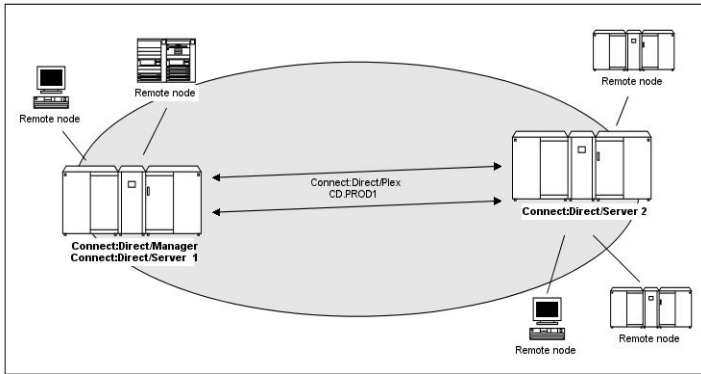 Remote node
Remote node
Remote node
Connect:Direct/Plex
CD.PROD1
Connect:Direct/Server 2
Connect:Direct/Manager
Connect:Direct/Server 1
Remote node
Remote node